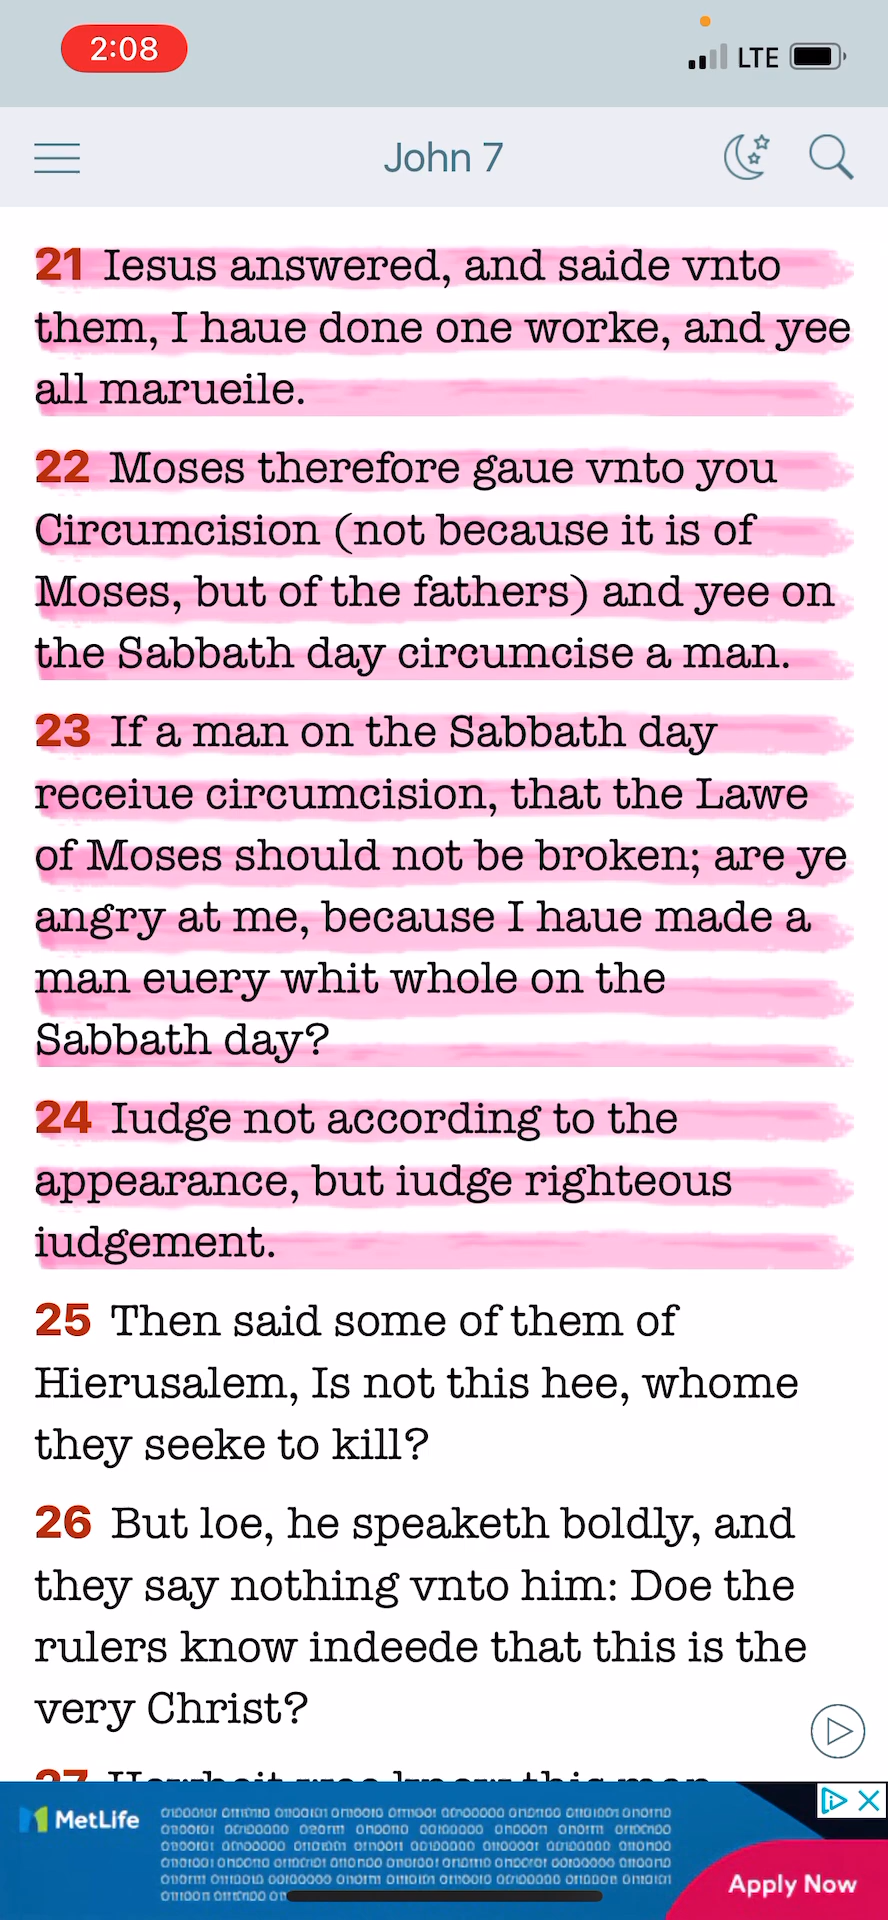 2:08
LTE
John 7
21 Iesus answered, and saide vnto
them, I haue done one worke, and yee
all marueile.
22 Moses therefore gaue vnto you
Circumcision (not because it is of
Moses, but of the fathers) and yee on
the Sabbath day circumcise a man.
23 If a man on the Sabbath day
receiue circumcision, that the Lawe
of Moses should not be broken; are ye
angry at me, because I haue made a
man euery whit whole on the
Sabbath day?
24 Iudge not according to the
appearance, but iudge righteous
iudgement.
25 Then said some of them of
Hierusalem, Is not this hee, whome
they seeke to kill?
26 But loe, he speaketh boldly, and
they say nothing vnto him: Doe the
rulers know indeede that this is the
very Christ?
MetLife
Apply Now